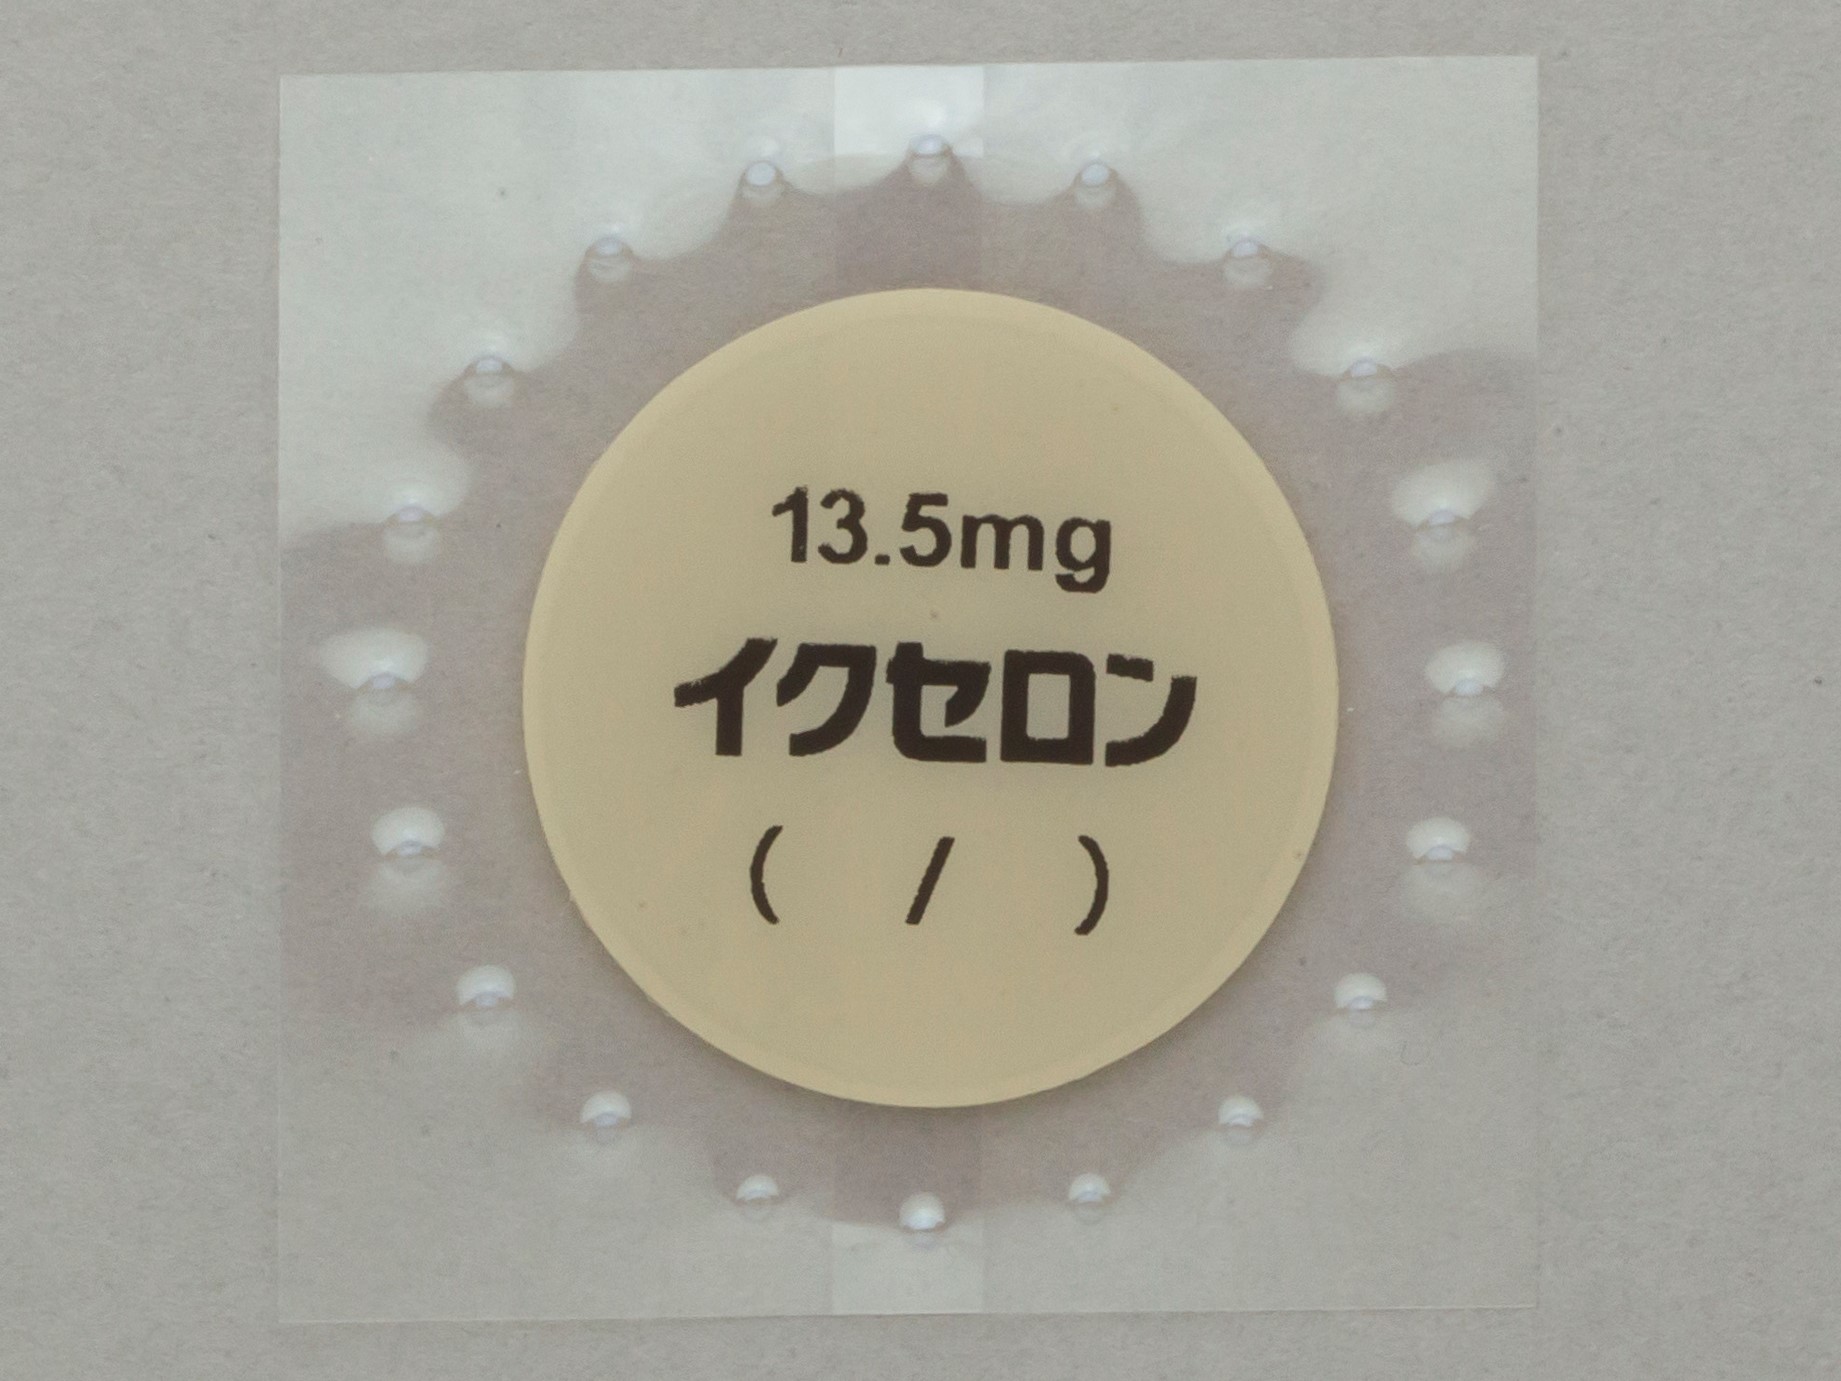 13.5mg
イクセロン
( / )